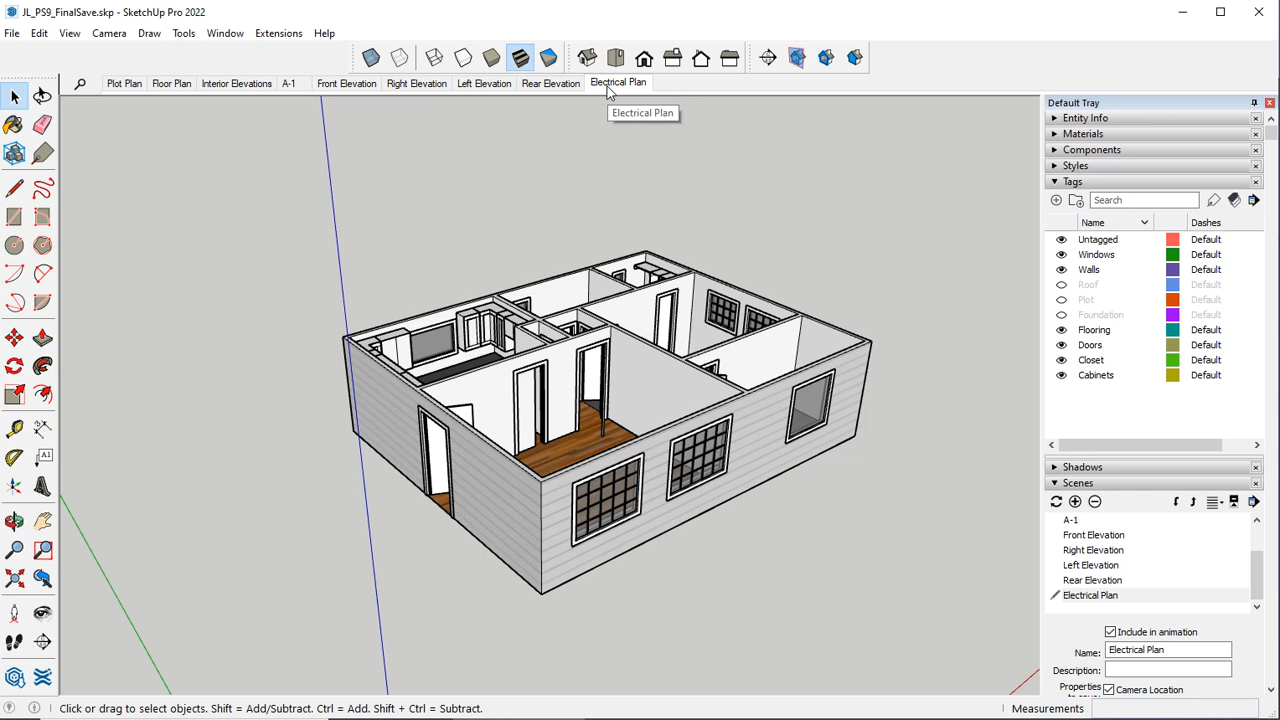 JL_PS9_FinalSave.skp - SketchUp Pro 2022
File Edit View Camera Draw Tools Window Extensions Help
Plot Plan Floor Plan Interior Elevations A-1 Front Elevation Right Elevation Left Elevation Rear Elevation Electrical Plan
Electrical Plan
Default Tray
Entity Info
Materials
Components
Styles
Tags
Search
Name Dashes
Untagged Default
Windows Default
Walls Default
Roof Default
Plot Default
Foundation Default
Flooring Default
Doors Default
Closet Default
Cabinets Default
A1
Shadows
Scenes
A-1
Front Elevation
Right Elevation
Left Elevation
Rear Elevation
Electrical Plan
Include in animation
Name: Electrical Plan
Description:
Properties
Camera Location
Click or drag to select objects. Shift = Add/Subtract. Ctrl = Add. Shift + Ctrl = Subtract.
Measurements